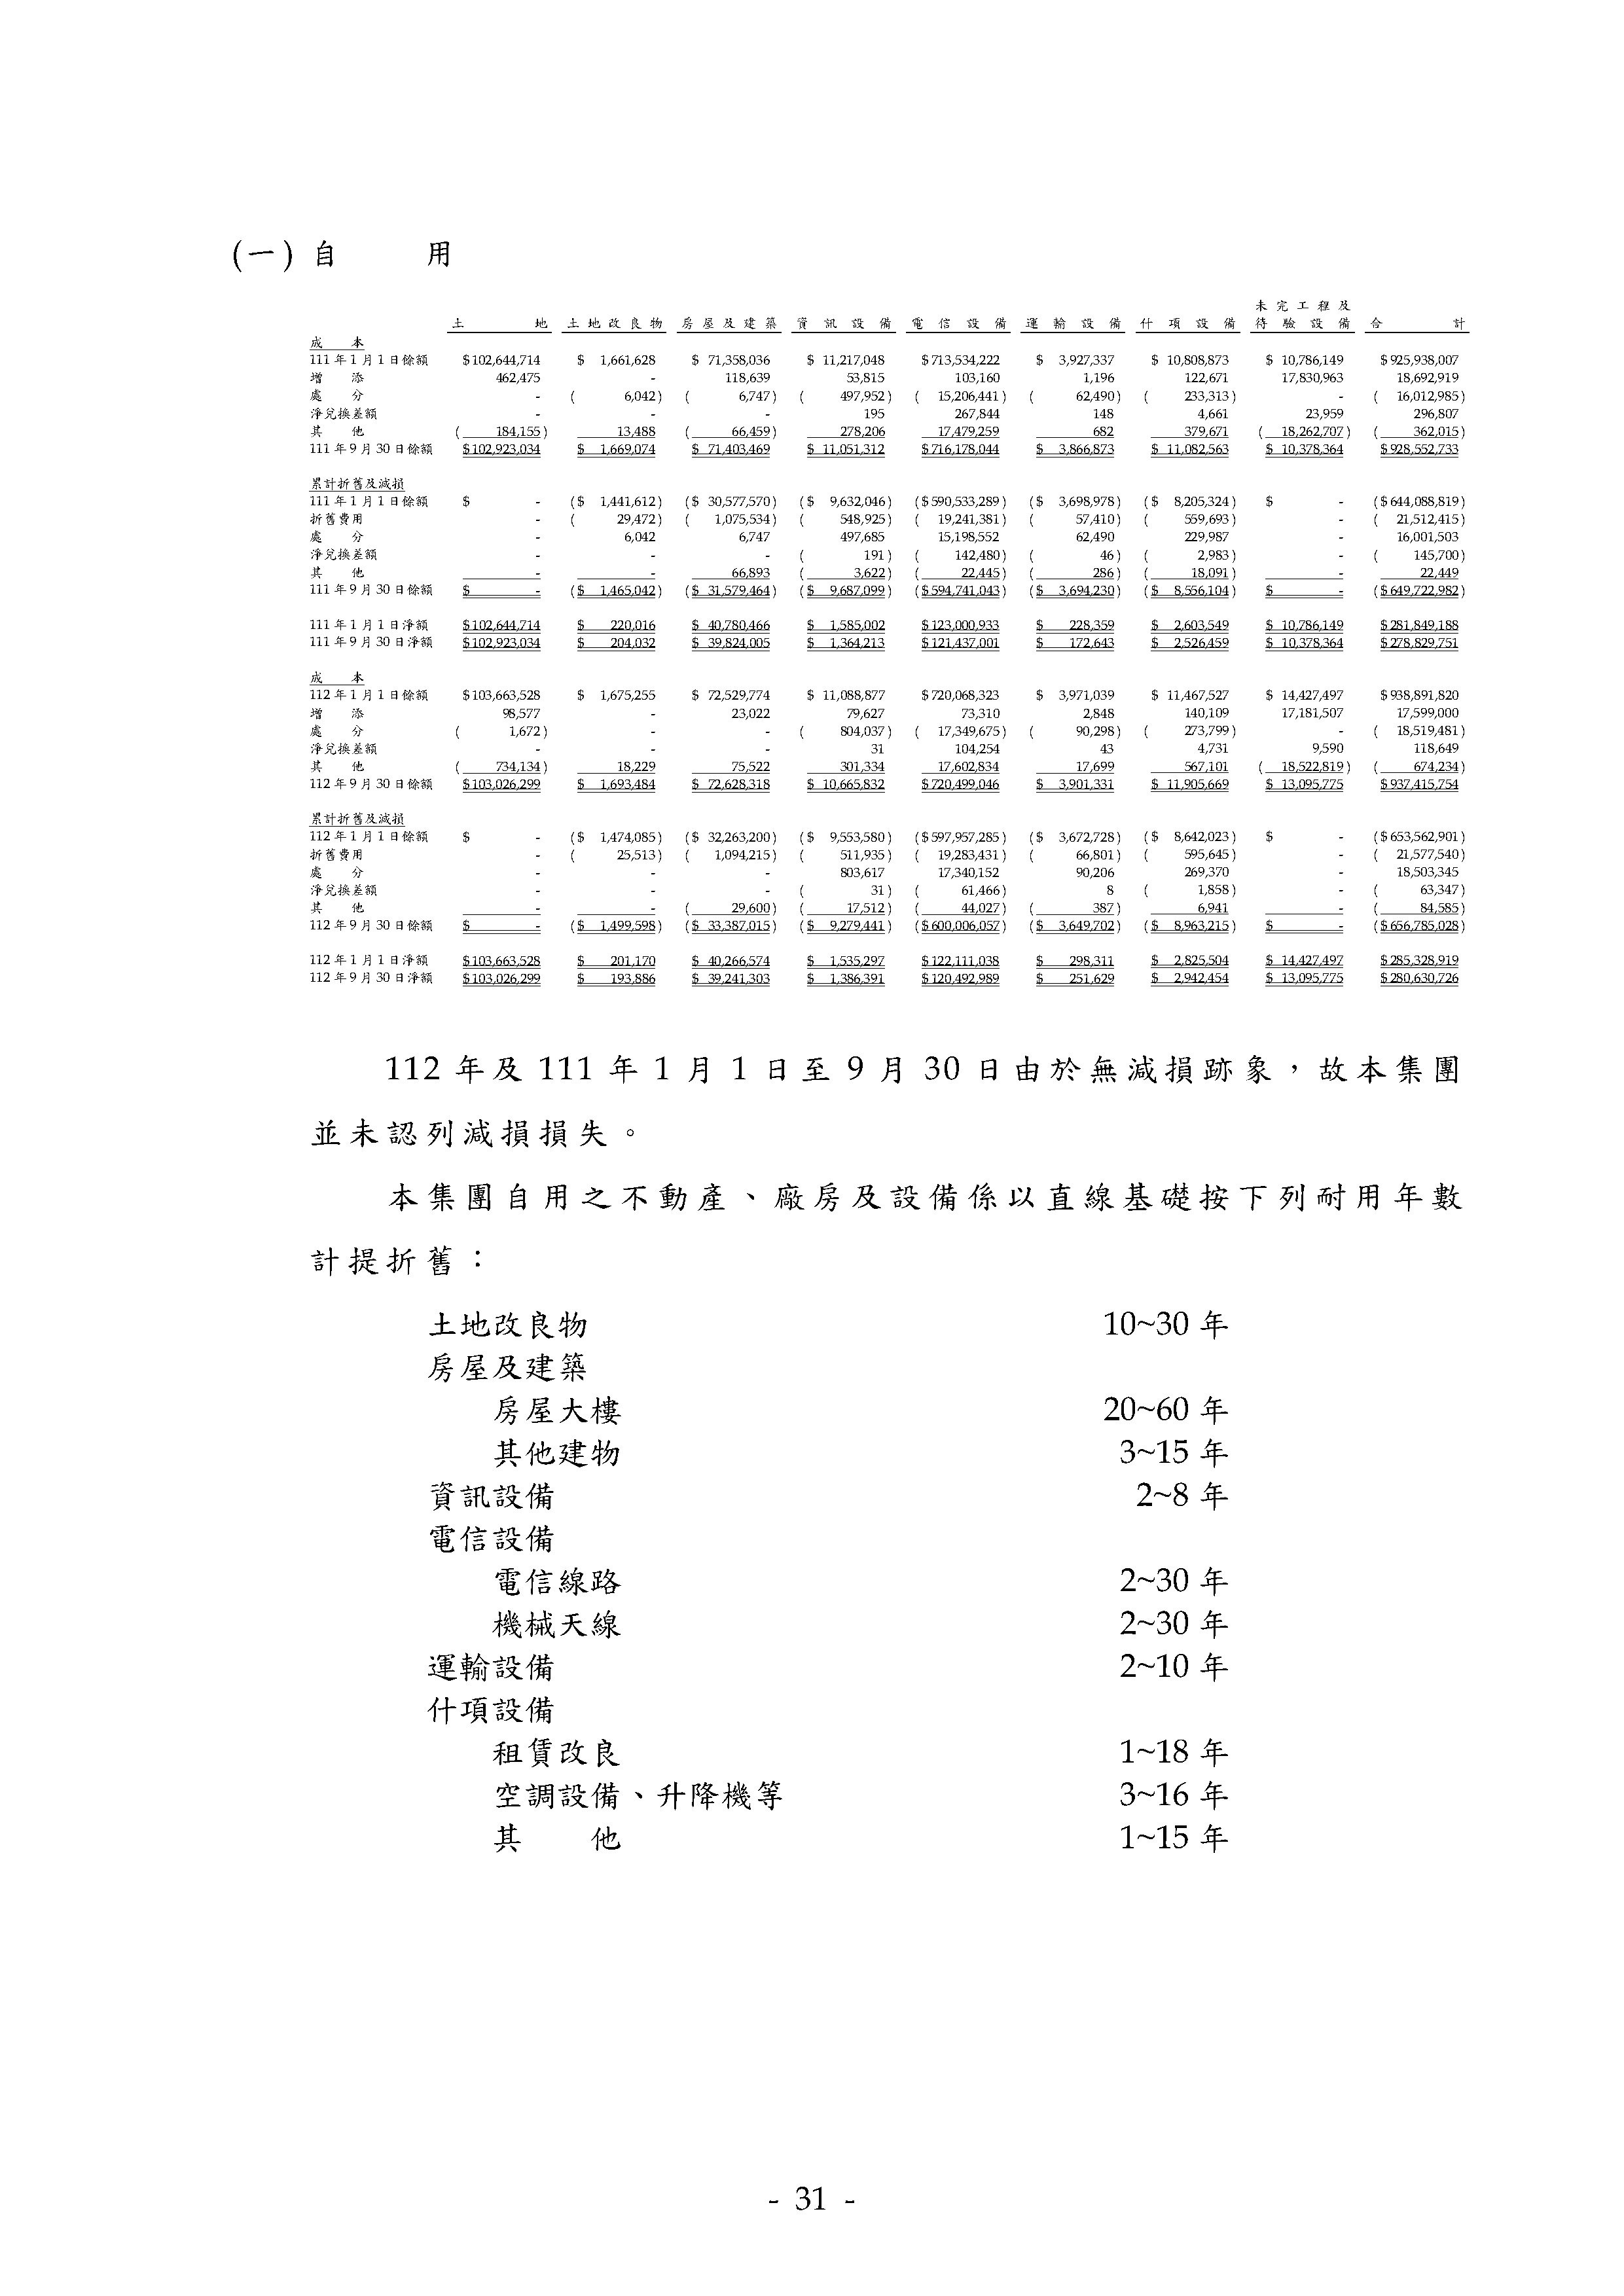 (一) 自　　用
未完工程及
土　　地 土地改良物 房屋及建築 資訊設備 電信設備 運輸設備 什項設備 待驗設備 合　　計
成　本
111年1月1日餘額 $102,644,714 $ 1,661,628 $ 71,358,036 $ 11,217,048 $713,534,222 $ 3,927,337 $ 10,808,873 $ 10,786,149 $925,938,007
增　添 462,475 - 118,639 53,815 103,160 1,196 122,671 17,830,963 18,692,919
處　分 - ( 6,042) ( 6,747) ( 497,952) ( 15,206,441) ( 62,490) ( 233,313) - ( 16,012,985)
淨兌換差額 - - - 195 267,844 148 4,661 23,959 296,807
其　他 ( 184,155) 13,488 ( 66,459) 278,206 17,479,259 682 379,671 ( 18,262,707) ( 362,015)
111年9月30日餘額 $102,923,034 $ 1,669,074 $ 71,403,469 $ 11,051,312 $716,178,044 $ 3,866,873 $ 11,082,563 $ 10,378,364 $928,552,733
累計折舊及減損
111年1月1日餘額 $ - ($ 1,441,612) ($ 30,577,570) ($ 9,632,046) ($590,533,289) ($ 3,698,978) ($ 8,205,324) $ - ($644,088,819)
折舊費用 - ( 29,472) ( 1,075,534) ( 548,925) ( 19,241,381) ( 57,410) ( 559,693) - ( 21,512,415)
處　分 - 6,042 6,747 497,685 15,198,552 62,490 229,987 - 16,001,503
淨兌換差額 - - - ( 191) ( 142,480) ( 46) ( 2,983) - ( 145,700)
其　他 - - 66,893 ( 3,622) ( 22,445) ( 286) ( 18,091) - 22,449
111年9月30日餘額 $ - ($ 1,465,042) ($ 31,579,464) ($ 9,687,099) ($594,741,043) ($ 3,694,230) ($ 8,556,104) $ - ($649,722,982)
111年1月1日淨額 $102,644,714 $ 220,016 $ 40,780,466 $ 1,585,002 $123,000,933 $ 228,359 $ 2,603,549 $ 10,786,149 $281,849,188
111年9月30日淨額 $102,923,034 $ 204,032 $ 39,824,005 $ 1,364,213 $121,437,001 $ 172,643 $ 2,526,459 $ 10,378,364 $278,829,751
成　本
112年1月1日餘額 $103,663,528 $ 1,675,255 $ 72,529,774 $ 11,088,877 $720,068,323 $ 3,971,039 $ 11,467,527 $ 14,427,497 $938,891,820
增　添 98,577 - 23,022 79,627 73,310 2,848 140,109 17,181,507 17,599,000
處　分 ( 1,672) - - ( 804,037) ( 17,349,675) ( 90,298) ( 273,799) - ( 18,519,481)
淨兌換差額 - - - 31 104,254 43 4,731 9,590 118,649
其　他 ( 734,134) 18,229 75,522 301,334 17,602,834 17,699 567,101 ( 18,522,819) ( 674,234)
112年9月30日餘額 $103,026,299 $ 1,693,484 $ 72,628,318 $ 10,665,832 $720,499,046 $ 3,901,331 $ 11,905,669 $ 13,095,775 $937,415,754
累計折舊及減損
112年1月1日餘額 $ - ($ 1,474,085) ($ 32,263,200) ($ 9,553,580) ($597,957,285) ($ 3,672,728) ($ 8,642,023) $ - ($653,562,901)
折舊費用 - ( 25,513) ( 1,094,215) ( 511,935) ( 19,283,431) ( 66,801) ( 595,645) - ( 21,577,540)
處　分 - - - 803,617 17,340,152 90,206 269,370 - 18,503,345
淨兌換差額 - - - ( 31) ( 61,466) 8 ( 1,858) - ( 63,347)
其　他 - - ( 29,600) ( 17,512) ( 44,027) ( 387) 6,941 - ( 84,585)
112年9月30日餘額 $ - ($ 1,499,598) ($ 33,387,015) ($ 9,279,441) ($600,006,057) ($ 3,649,702) ($ 8,963,215) $ - ($656,785,028)
112年1月1日淨額 $103,663,528 $ 201,170 $ 40,266,574 $ 1,535,297 $122,111,038 $ 298,311 $ 2,825,504 $ 14,427,497 $285,328,919
112年9月30日淨額 $103,026,299 $ 193,886 $ 39,241,303 $ 1,386,391 $120,492,989 $ 251,629 $ 2,942,454 $ 13,095,775 $280,630,726
112 年及 111 年 1 月 1 日至 9 月 30 日由於無減損跡象，故本集團
並未認列減損損失。
本集團自用之不動產、廠房及設備係以直線基礎按下列耐用年數
計提折舊：
土地改良物 10~30 年
房屋及建築
房屋大樓 20~60 年
其他建物 3~15 年
資訊設備 2~8 年
電信設備
電信線路 2~30 年
機械天線 2~30 年
運輸設備 2~10 年
什項設備
租賃改良 1~18 年
空調設備、升降機等 3~16 年
其　　他 1~15 年
- 31 -